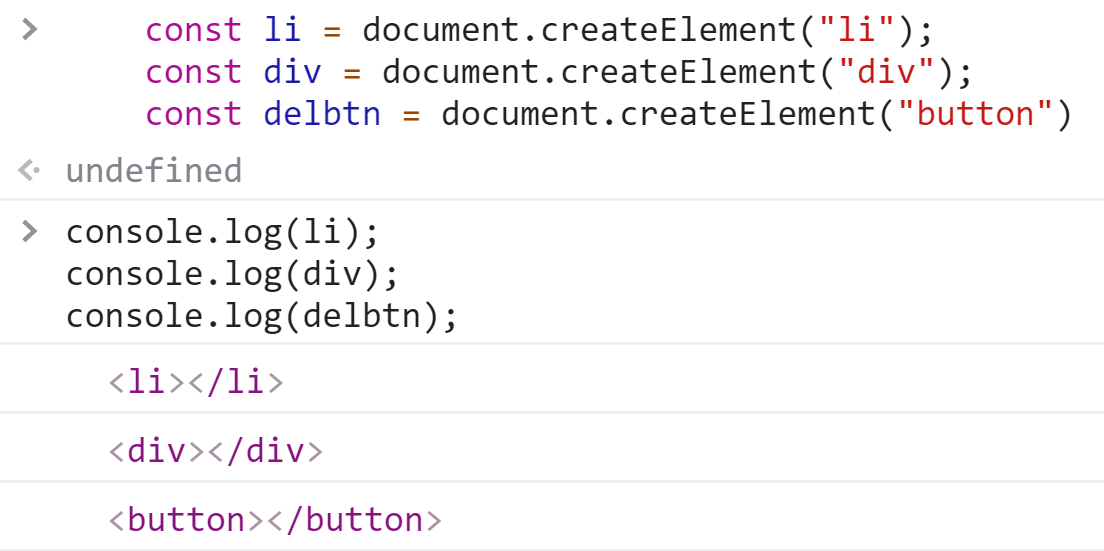 const li = document.createElement("li");
const div = document.createElement("div");
const delbtn = document.createElement("button")
undefined
console.log(li);
console.log(div);
console.log(delbtn);
<li></li>
<div></div>
<button></button>